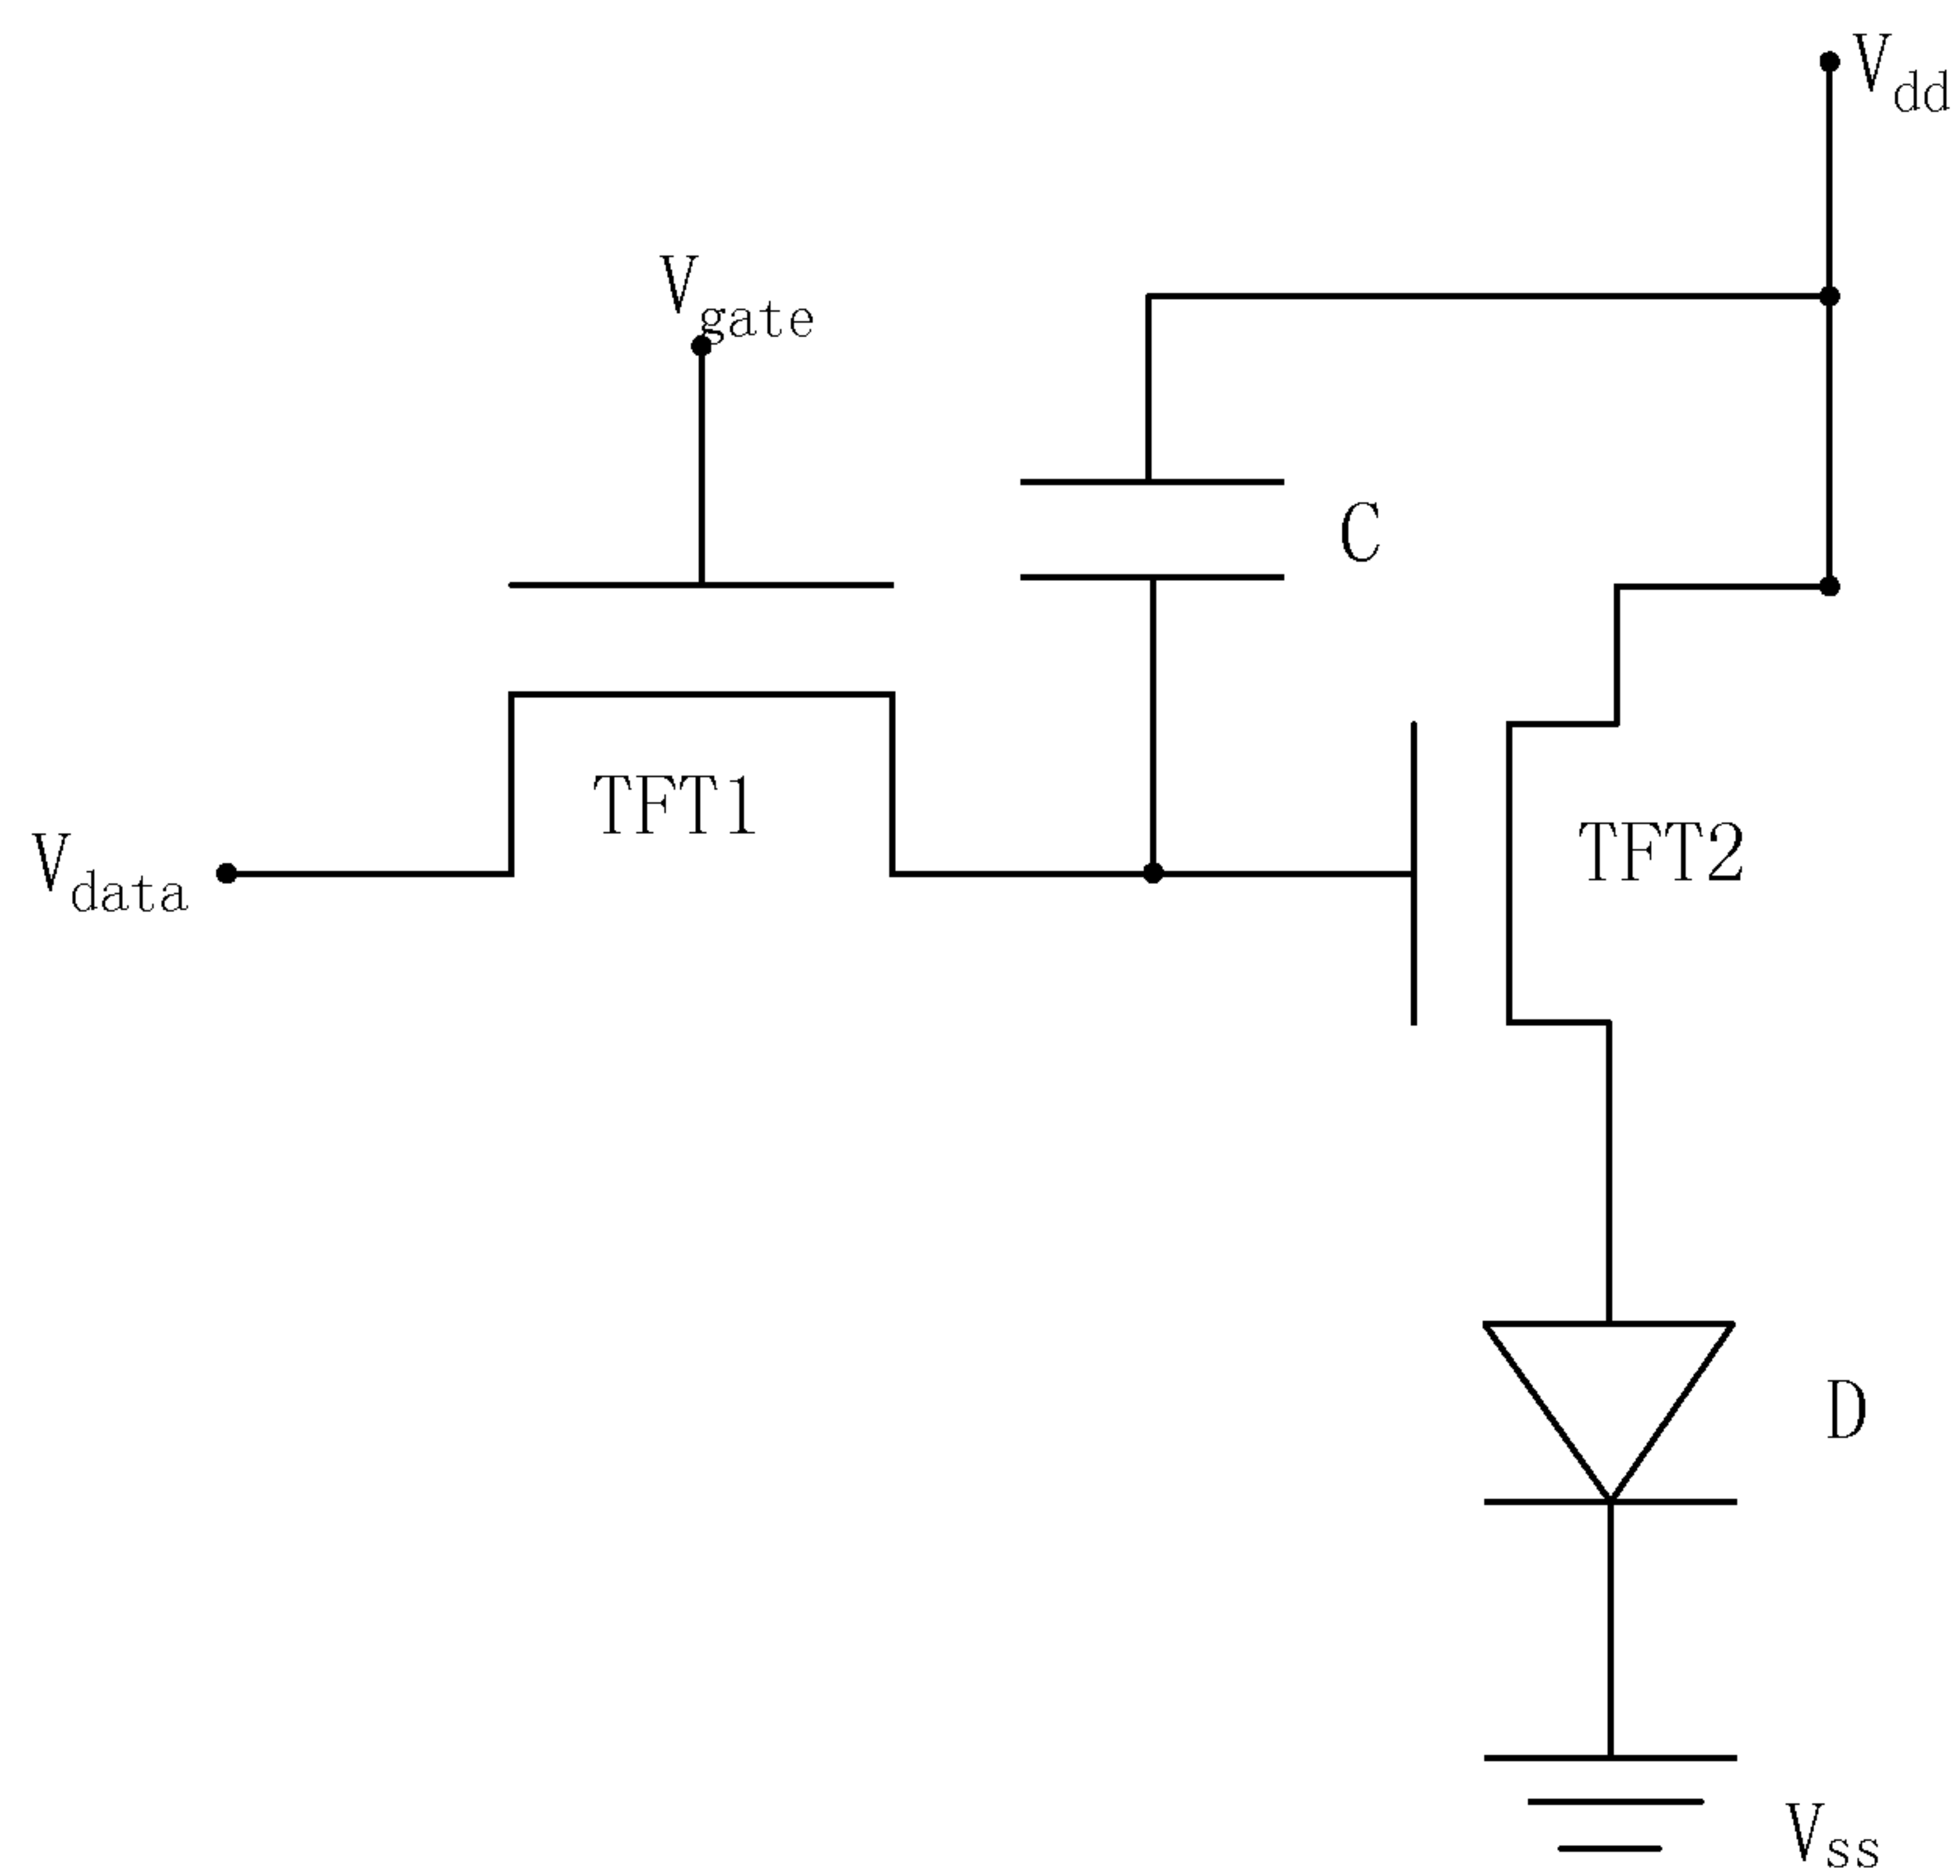 Vdd
Vgate
C
TFT1
TFT2
Vdata
D
Vss